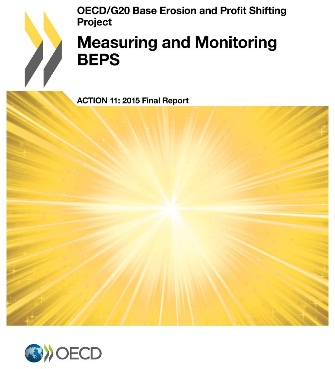 OECD/G20 Base Erosion and Profit Shifting
Project
Measuring and Monitoring
BEPS
ACTION 11: 2015 Final Report
OECD